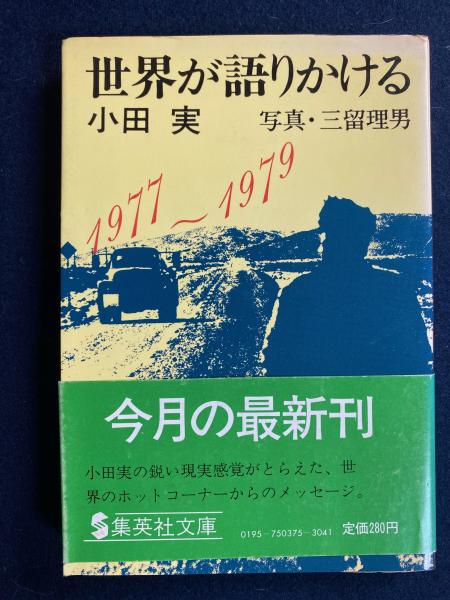 世界が語りかける
小田 実 写真・三留理男
1977〜1979
今月の最新刊
小田実の鋭い現実感覚がとらえた、世
界のホットコーナーからのメッセージ。
集英社文庫 0195-750375-3041 定価280円